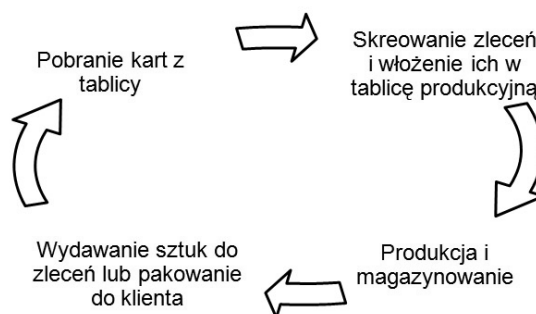 Pobranie kart z
tablicy
Skreowanie zleceń
i włożenie ich w
tablicę produkcyjną
Produkcja i
magazynowanie
Wydawanie sztuk do
zleceń lub pakowanie
do klienta